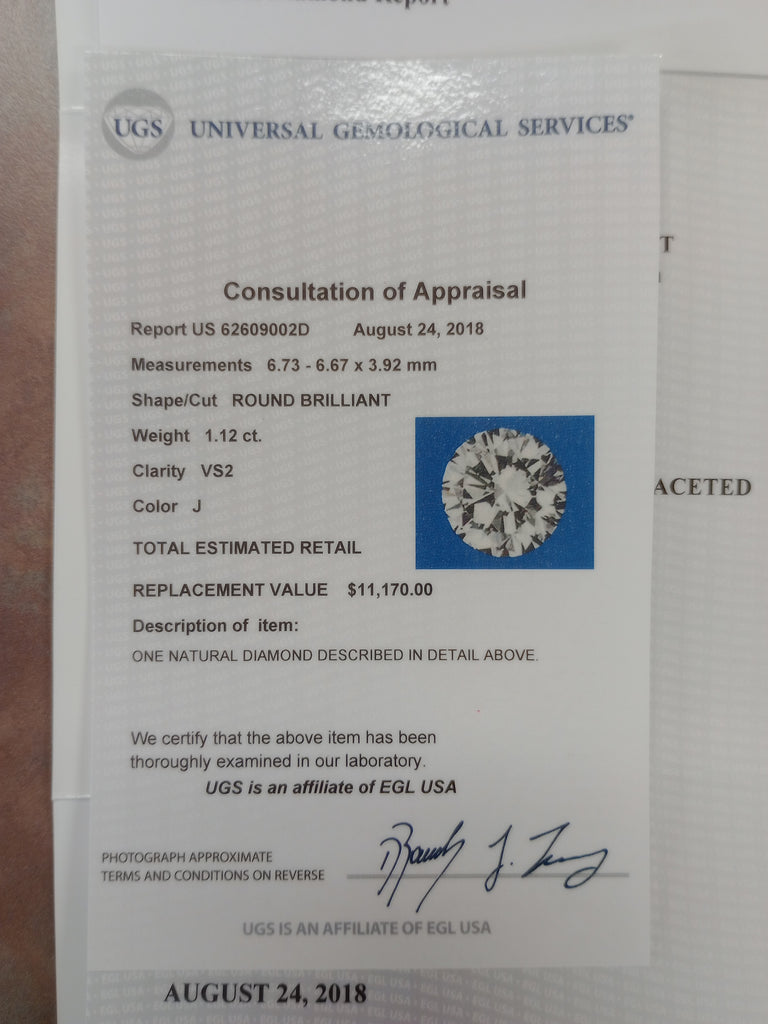 Report
UGS UNIVERSAL GEMOLOGICAL SERVICES®
Consultation of Appraisal
Report US 62609002D August 24, 2018
Measurements 6.73 - 6.67 x 3.92 mm
Shape/Cut ROUND BRILLIANT
Weight 1.12 ct.
Clarity VS2
Color J
TOTAL ESTIMATED RETAIL
REPLACEMENT VALUE $11,170.00
Description of item:
ONE NATURAL DIAMOND DESCRIBED IN DETAIL ABOVE.
We certify that the above item has been
thoroughly examined in our laboratory.
UGS is an affiliate of EGL USA
PHOTOGRAPH APPROXIMATE
TERMS AND CONDITIONS ON REVERSE
UGS IS AN AFFILIATE OF EGL USA
AUGUST 24, 2018
T
ACETED